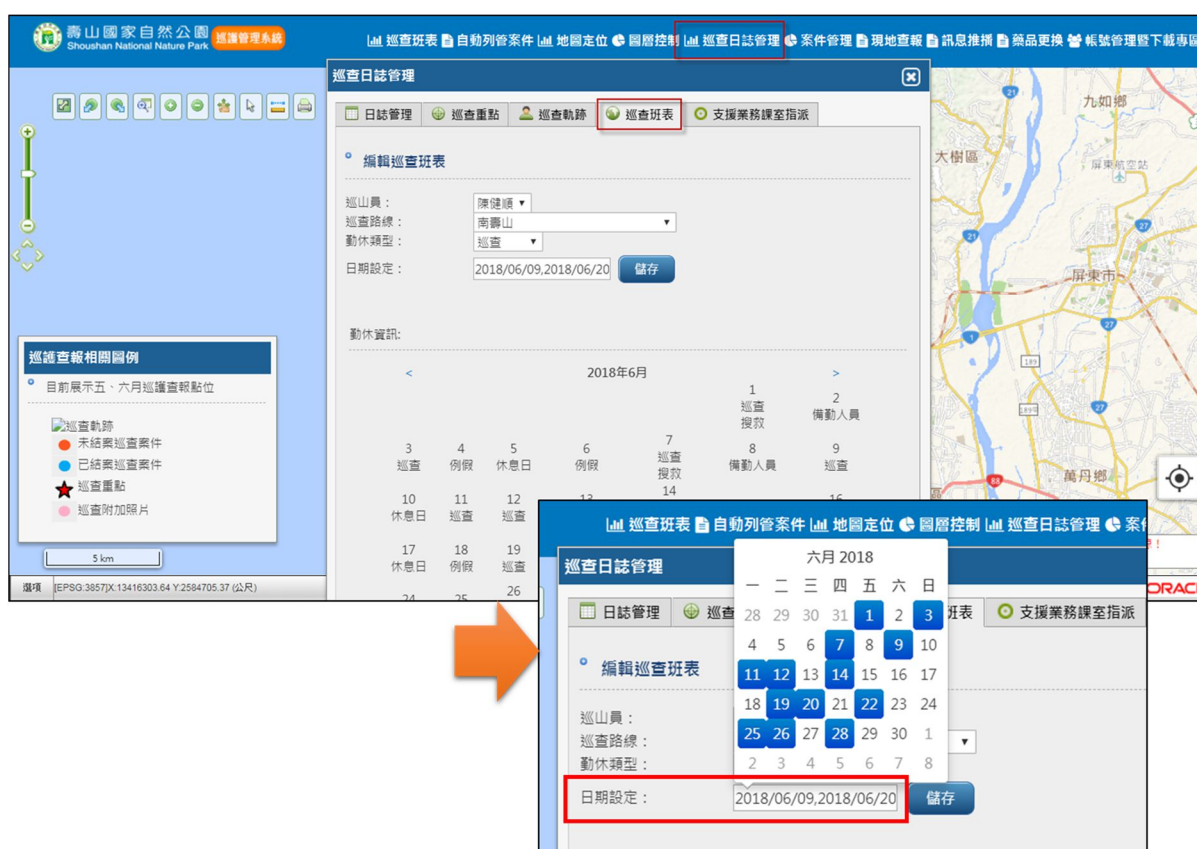 壽山國家自然公園 巡護管理系統
Shoushan National Nature Park
巡查班表 自動列管案件 地圖定位 圖層控制 巡查日誌管理 案件管理 現地查報 訊息推播 藥品更換 帳號管理暨下載專區
巡查日誌管理
日誌管理 巡查重點 巡查軌跡 巡查班表 支援業務課室指派
編輯巡查班表
巡山員： 陳健順
巡查路線： 南壽山
勤休類型： 巡查
日期設定： 2018/06/09,2018/06/20 儲存
勤休資訊:
< 2018年6月 >
1 2
巡查 備勤人員
搜救
3 4 5 6 7 8 9
巡查 例假 休息日 例假 巡查 備勤人員 巡查
搜救
10 11 12 13 14 16
休息日 巡查 巡查
17 18 19
休息日 例假 巡查
24 25 26
巡護查報相關圖例
目前展示五、六月巡護查報點位
巡查軌跡
未結案巡查案件
已結案巡查案件
巡查重點
巡查附加照片
5 km
選項 [EPSG:3857]X:13416303.64 Y:2584705.37 (公尺)
九如鄉
大樹區
屏東航空站
屏東市
萬丹鄉
21
27
21
27
1
189
189
27
88
ORACL
巡查班表 自動列管案件 地圖定位 圖層控制 巡查日誌管理 案件
巡查日誌管理
日誌管理 巡查 班表 支援業務課室指派
編輯巡查班表
六月 2018
一 二 三 四 五 六 日
28 29 30 31 1 2 3
4 5 6 7 8 9 10
11 12 13 14 15 16 17
18 19 20 21 22 23 24
25 26 27 28 29 30 1
2 3 4 5 6 7 8
巡山員：
巡查路線：
勤休類型：
日期設定： 2018/06/09,2018/06/20 儲存